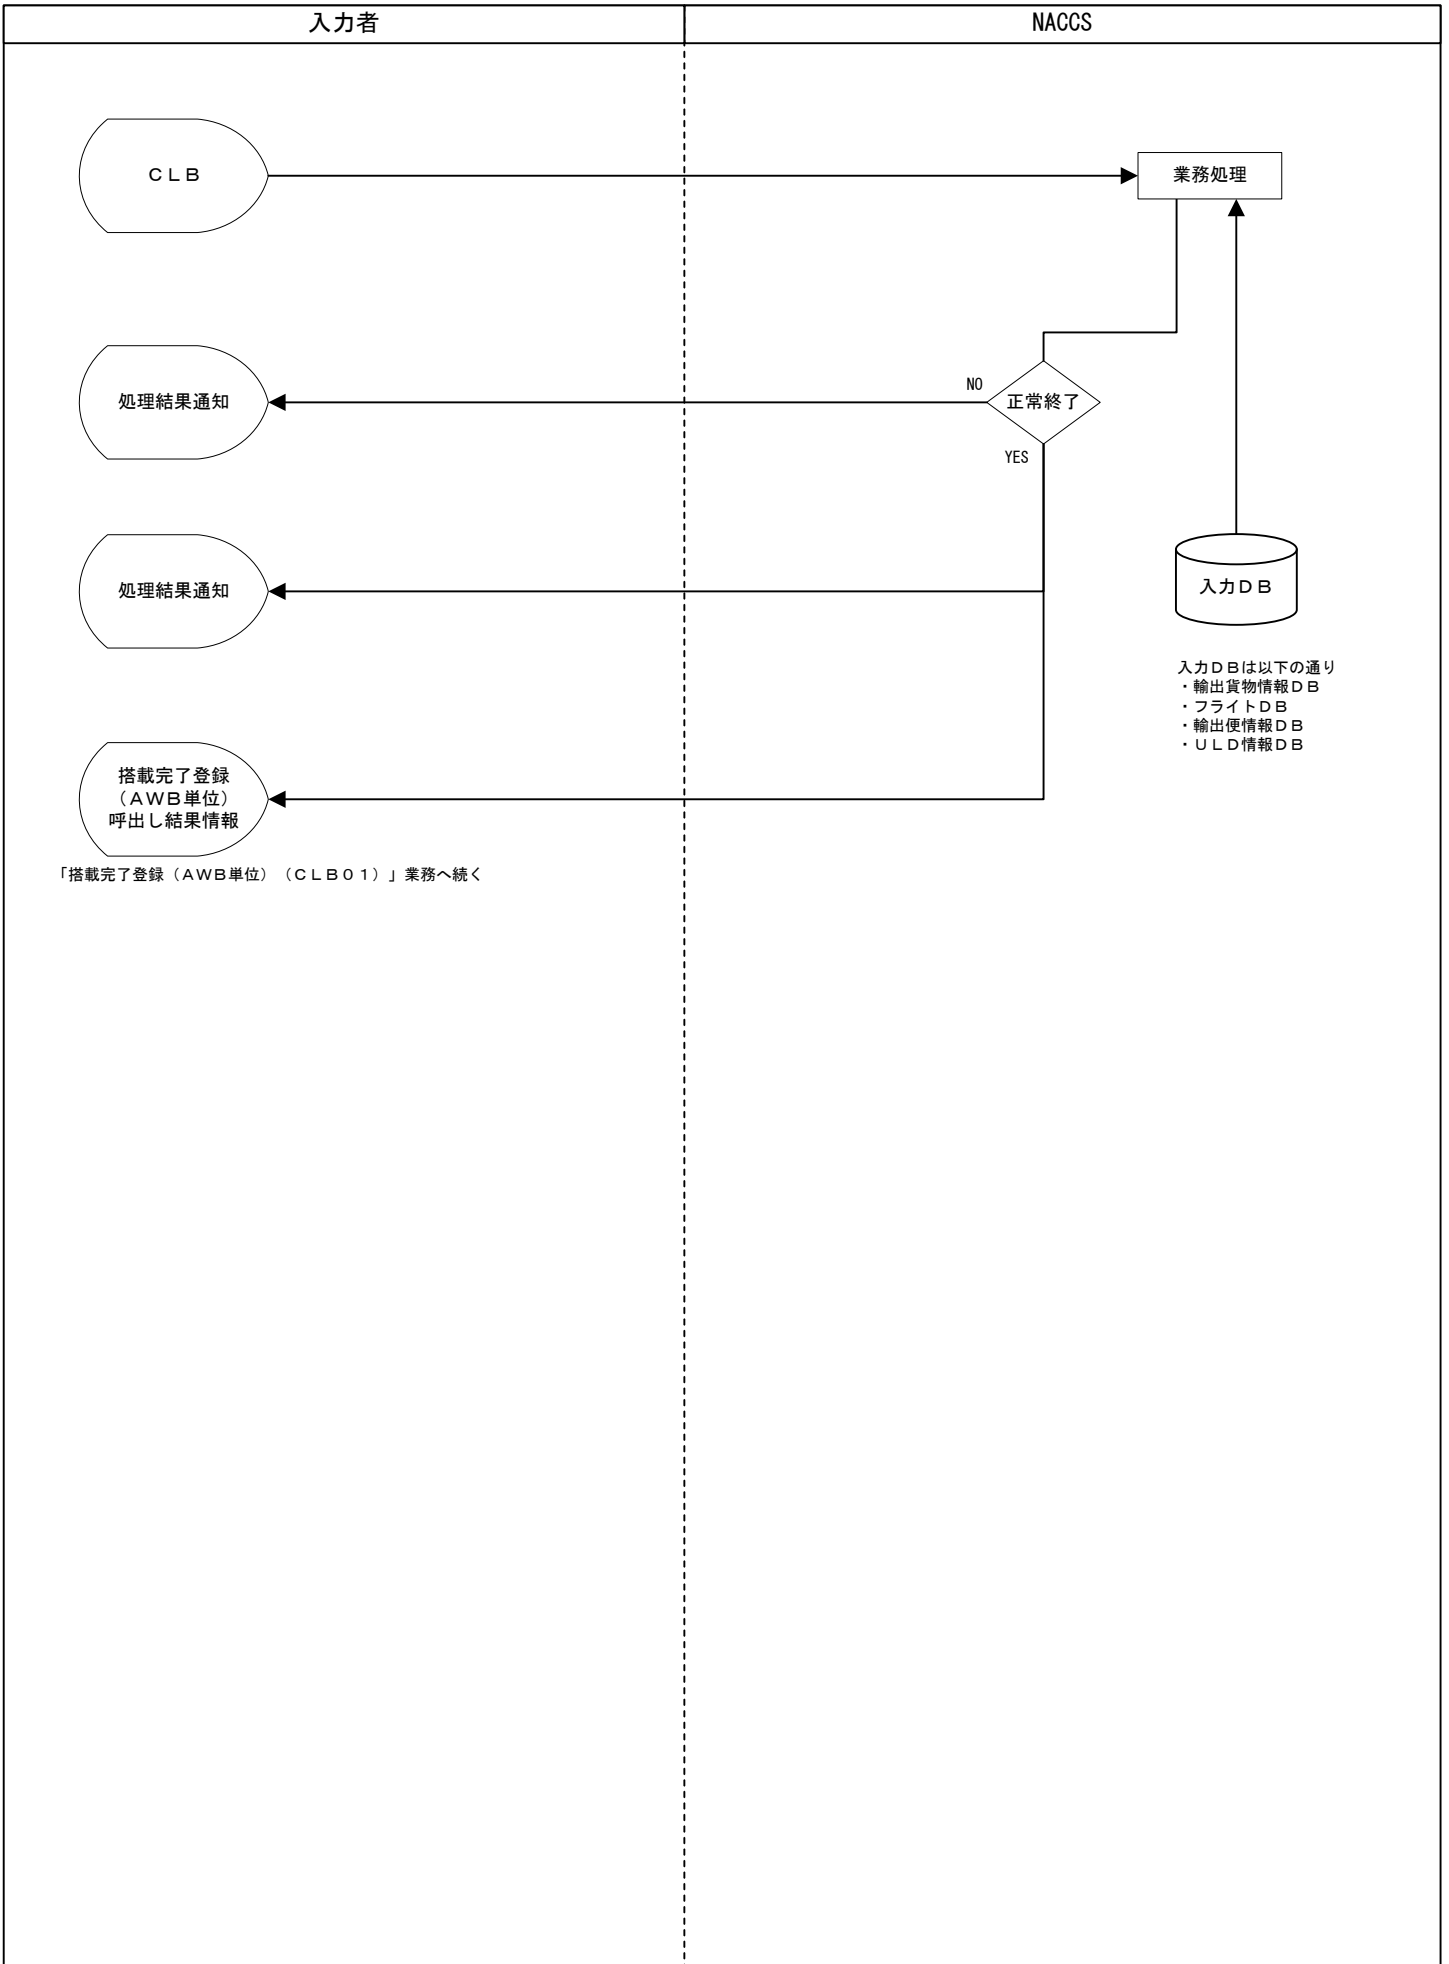 入力者
NACCS
ＣＬＢ
業務処理
処理結果通知
NO
正常終了
YES
処理結果通知
入力ＤＢ
入力ＤＢは以下の通り
・輸出貨物情報ＤＢ
・フライトＤＢ
・輸出便情報ＤＢ
・ＵＬＤ情報ＤＢ
搭載完了登録
（ＡＷＢ単位）
呼出し結果情報
「搭載完了登録（ＡＷＢ単位）（ＣＬＢ０１）」業務へ続く